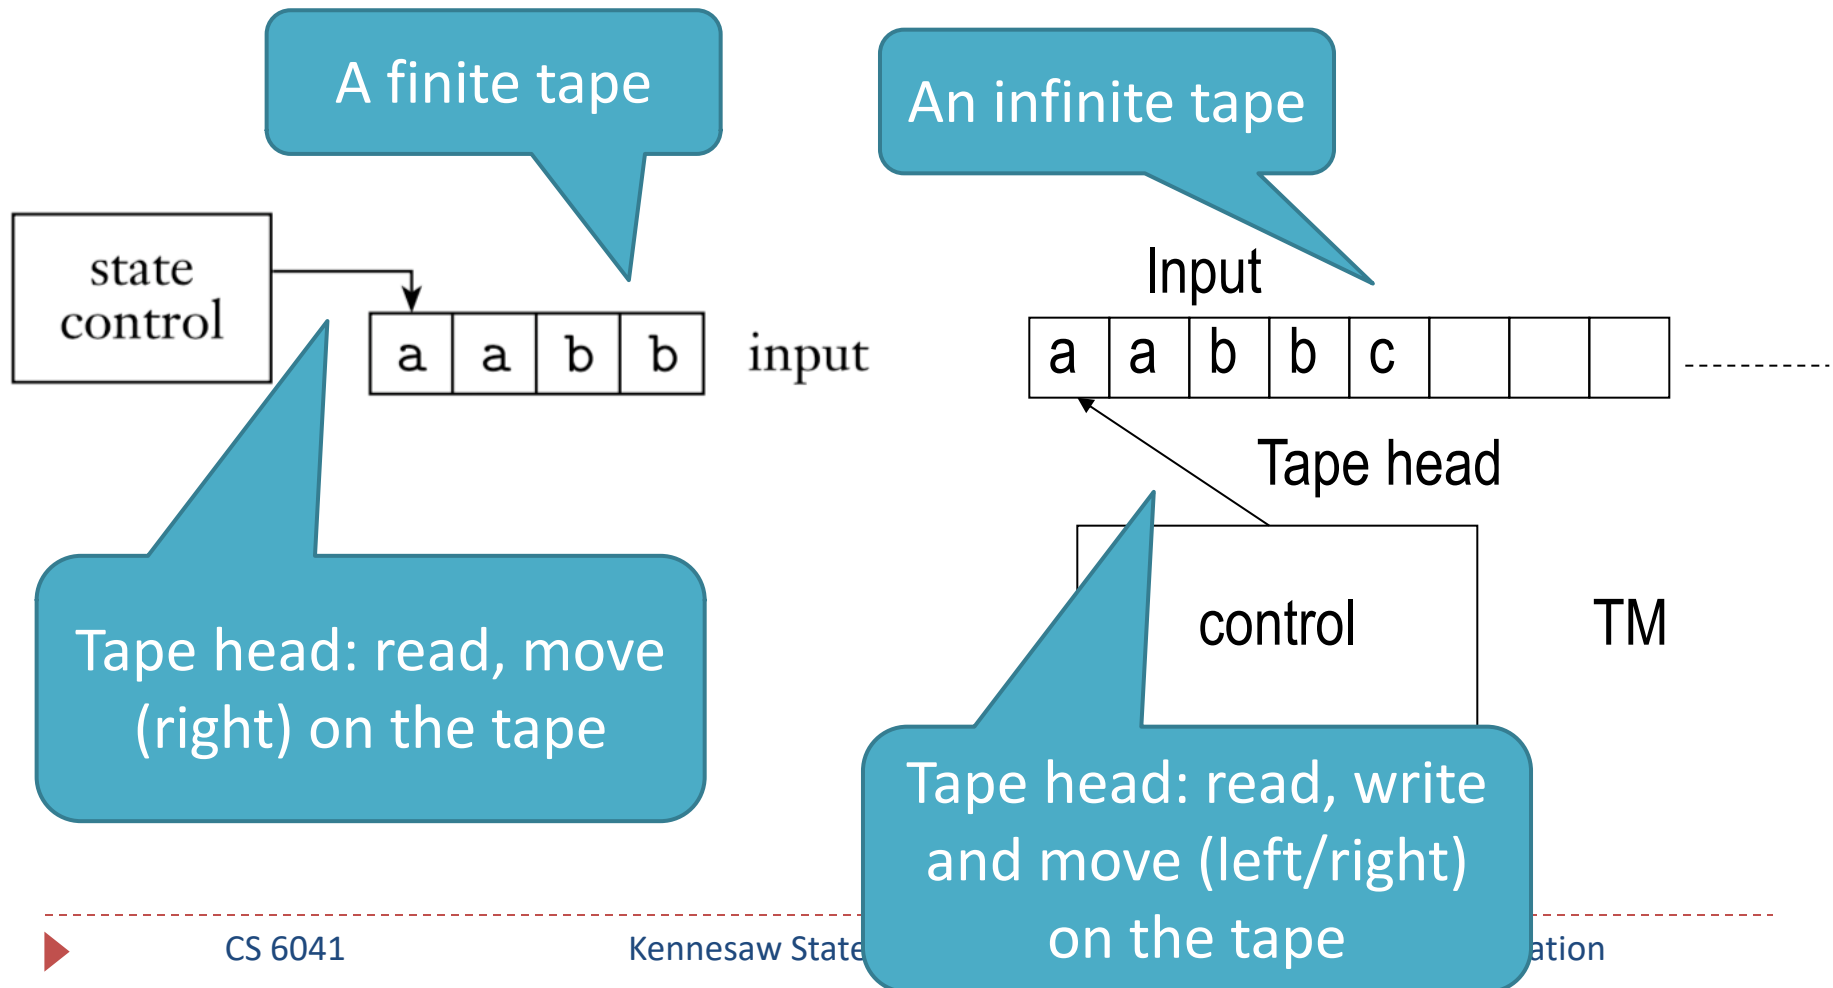 A finite tape
An infinite tape
state
control
a a b b
input
Input
a a b b c
Tape head
control
TM
Tape head: read, move
(right) on the tape
Tape head: read, write
and move (left/right)
on the tape
CS 6041
Kennesaw State
ation